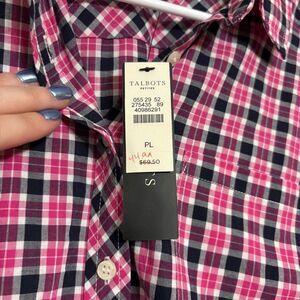 TALBOTS
PETITES
055 29 52
275435 89
40986291
PL
$69.50
S